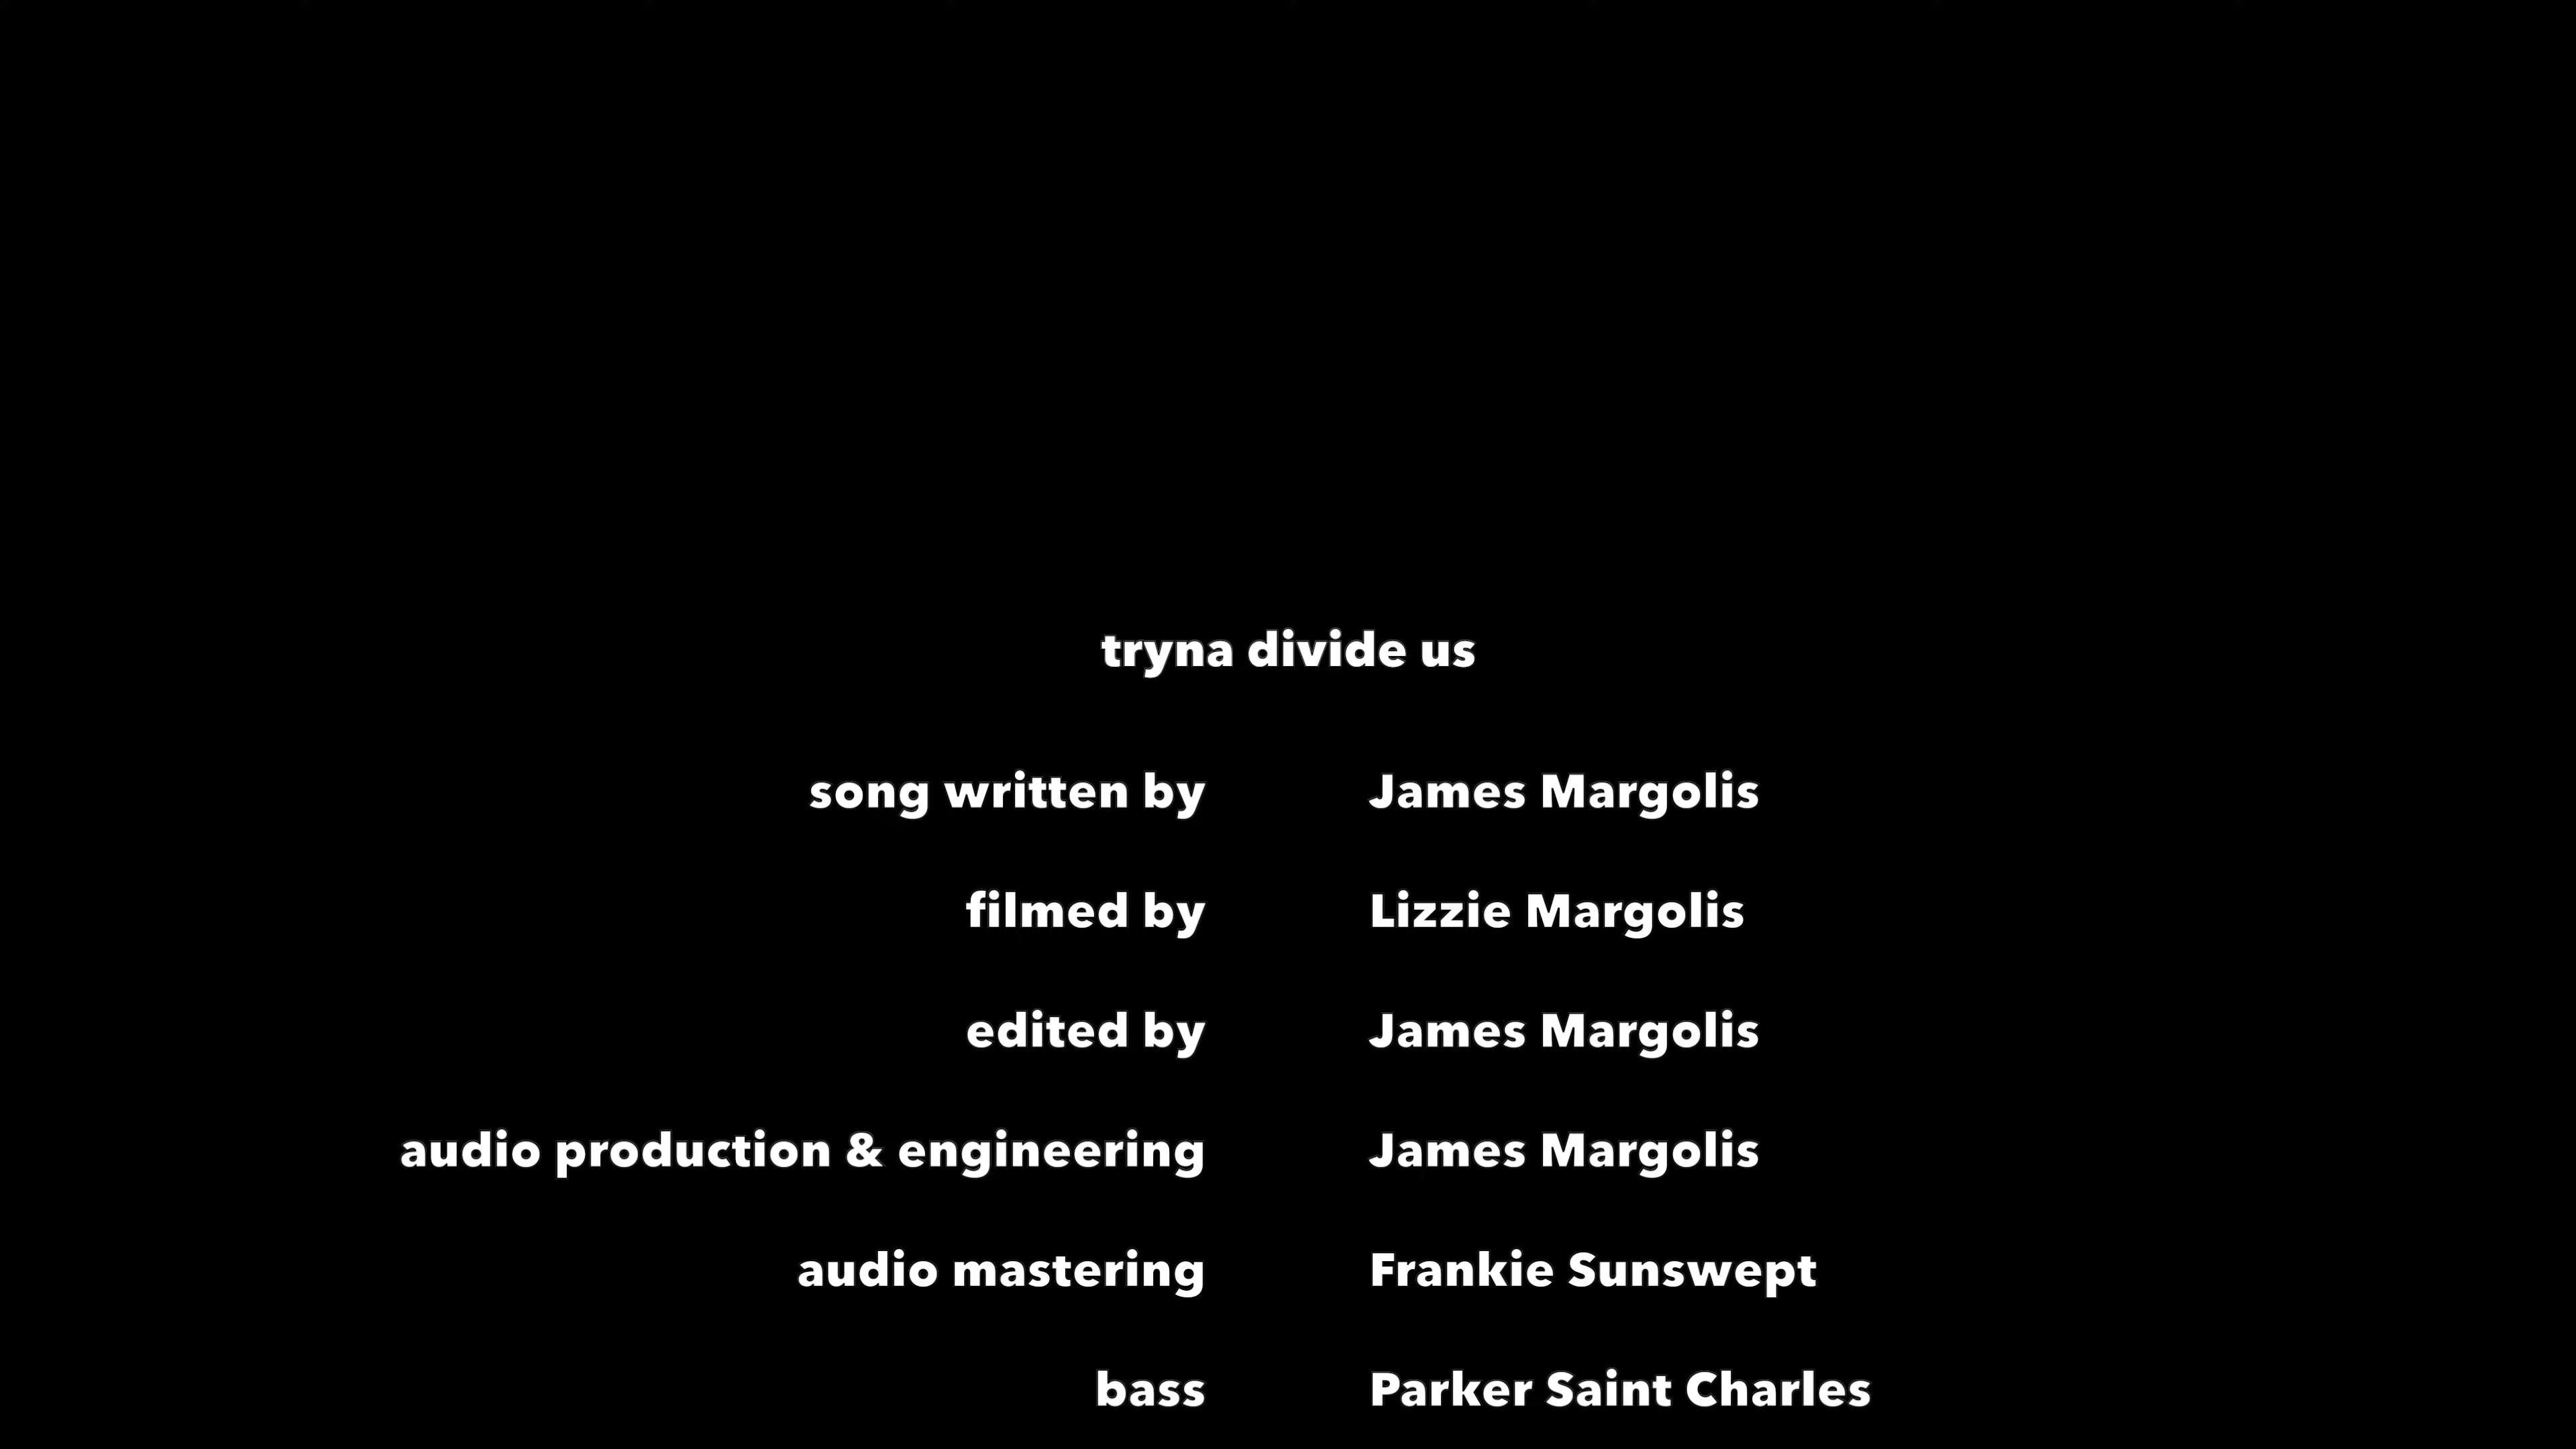 tryna divide us
song written by James Margolis
filmed by Lizzie Margolis
edited by James Margolis
audio production & engineering James Margolis
audio mastering Frankie Sunswept
bass Parker Saint Charles